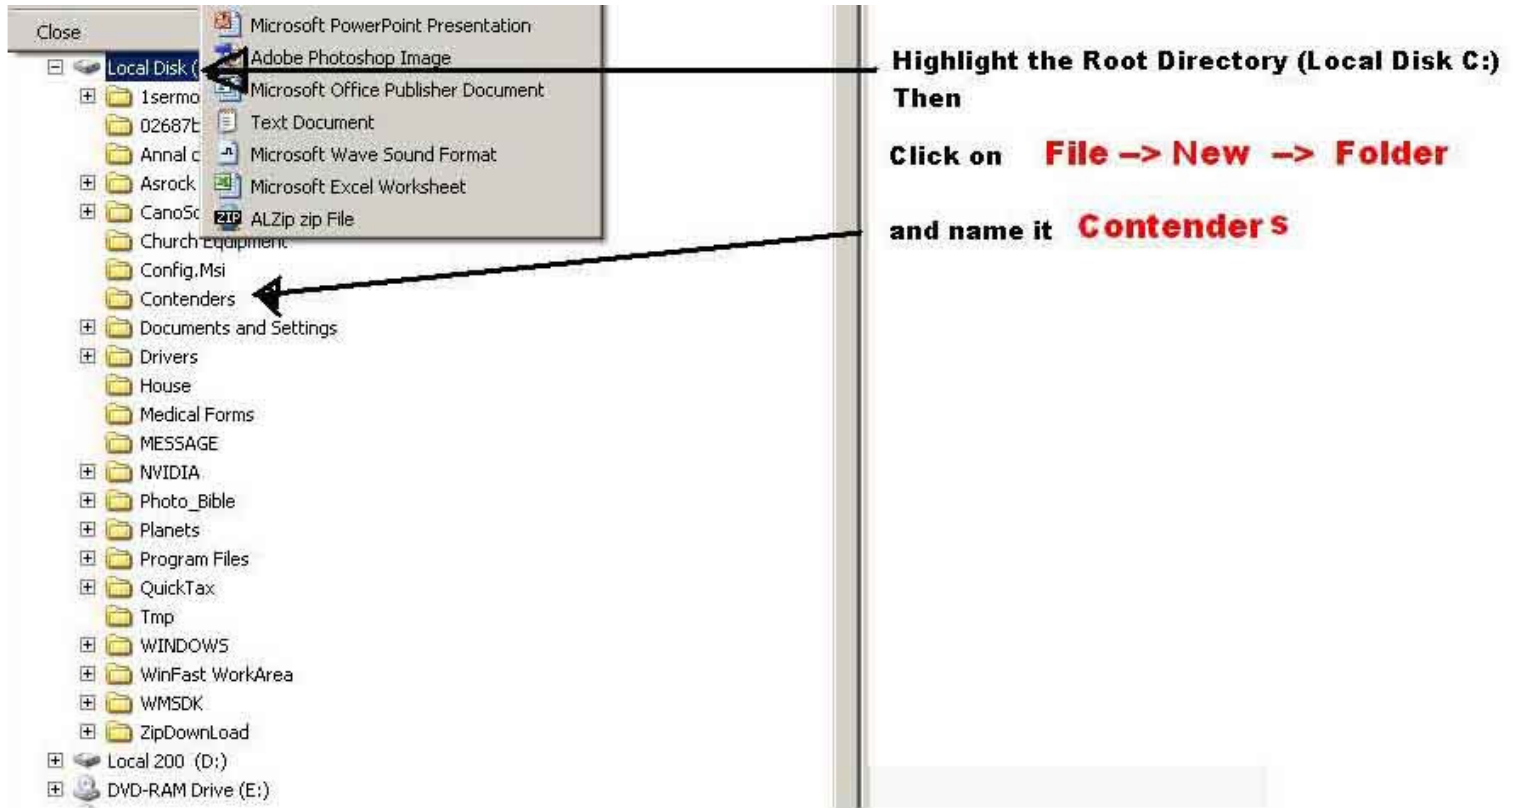 Close
Microsoft PowerPoint Presentation
Adobe Photoshop Image
Microsoft Office Publisher Document
Text Document
Microsoft Wave Sound Format
Microsoft Excel Worksheet
ZIP ALZip zip File
Local Disk (
1sermo
Annal c
Asrock
CanoSc
Church Equipment
Config.Msi
Contenders
Documents and Settings
Drivers
House
Medical Forms
MESSAGE
NVIDIA
Photo_Bible
Planets
Program Files
QuickTax
Tmp
WINDOWS
WinFast WorkArea
WMSDK
ZipDownLoad
Local 200 (D:)
DVD-RAM Drive (E:)
Highlight the Root Directory (Local Disk C:)
Then
Click on File –> New –> Folder
and name it Contenders